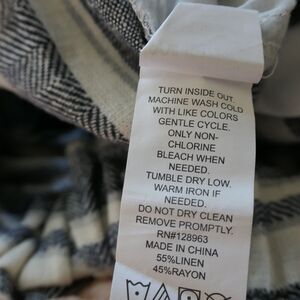 TURN INSIDE OUT.
MACHINE WASH COLD
WITH LIKE COLORS
GENTLE CYCLE.
ONLY NON-
CHLORINE
BLEACH WHEN
NEEDED.
TUMBLE DRY LOW.
WARM IRON IF
NEEDED.
DO NOT DRY CLEAN
REMOVE PROMPTLY.
RN#128963
MADE IN CHINA
55%LINEN
45%RAYON